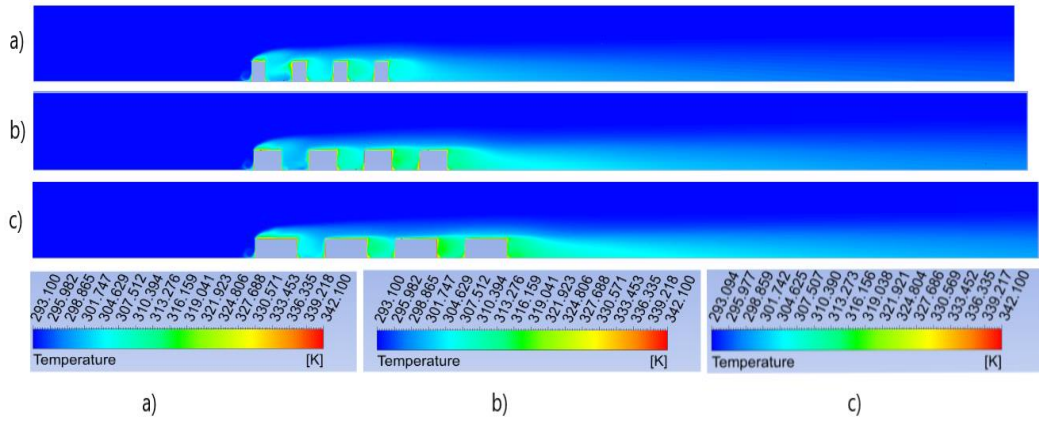 a)
b)
c)
293.100 295.982 298.865 301.747 304.629 307.512 310.394 313.276 316.159 319.041 321.923 324.806 327.688 330.571 333.453 336.335 339.218 342.100
Temperature [K]
293.100 295.982 298.865 301.747 304.629 307.512 310.394 313.276 316.159 319.041 321.923 324.806 327.688 330.571 333.453 336.335 339.218 342.100
Temperature [K]
293.094 295.977 298.859 301.742 304.625 307.507 310.390 313.273 316.156 319.038 321.921 324.804 327.686 330.569 333.452 336.335 339.217 342.100
Temperature [K]
a)
b)
c)